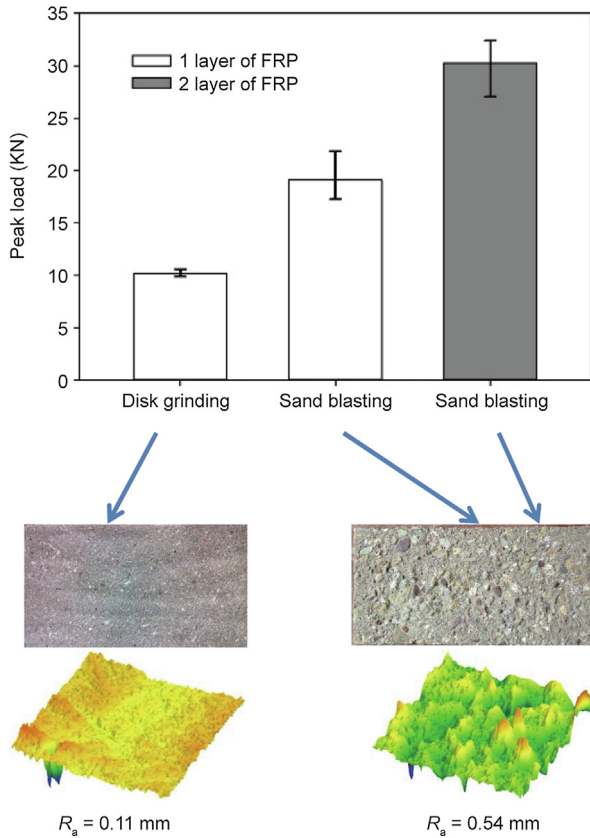 35
30
25
20
15
10
5
0
Peak load (KN)
1 layer of FRP
2 layer of FRP
Disk grinding
Sand blasting
Sand blasting
Rₐ = 0.11 mm
Rₐ = 0.54 mm